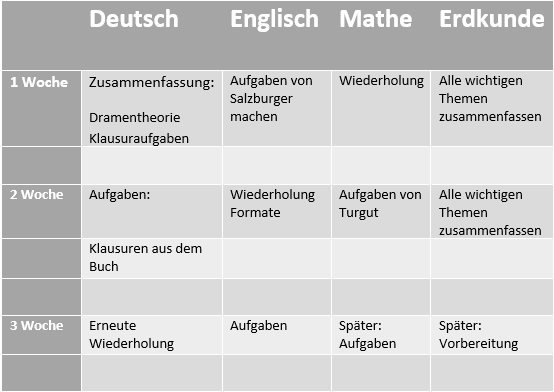 Deutsch Englisch Mathe Erdkunde
1 Woche Zusammenfassung: Aufgaben von Wiederholung Alle wichtigen
Salzburger Themen
machen zusammenfassen
Dramentheorie
Klausuraufgaben
2 Woche Aufgaben: Wiederholung Aufgaben von Alle wichtigen
Formate Turgut Themen
zusammenfassen
Klausuren aus dem
Buch
3 Woche Erneute Aufgaben Später: Später:
Wiederholung Aufgaben Vorbereitung